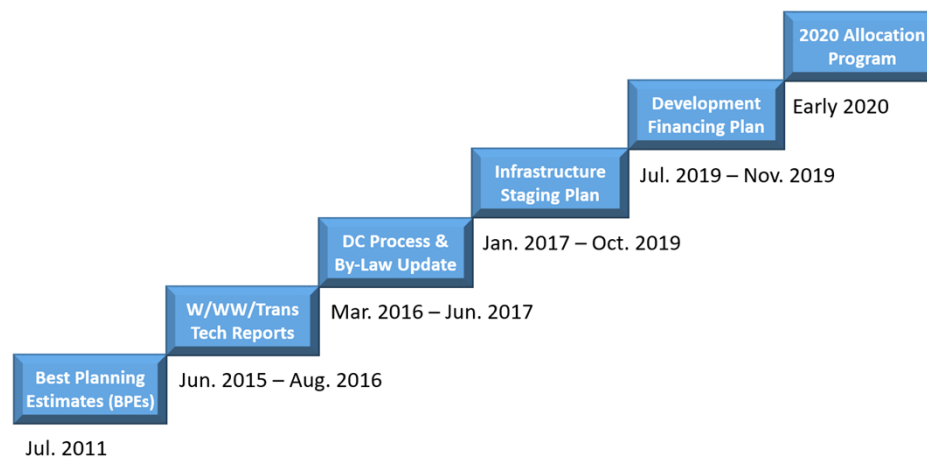 2020 Allocation
Program
Early 2020
Development
Financing Plan
Jul. 2019 – Nov. 2019
Infrastructure
Staging Plan
Jan. 2017 – Oct. 2019
DC Process &
By-Law Update
Mar. 2016 – Jun. 2017
W/WW/Trans
Tech Reports
Jun. 2015 – Aug. 2016
Best Planning
Estimates (BPEs)
Jul. 2011